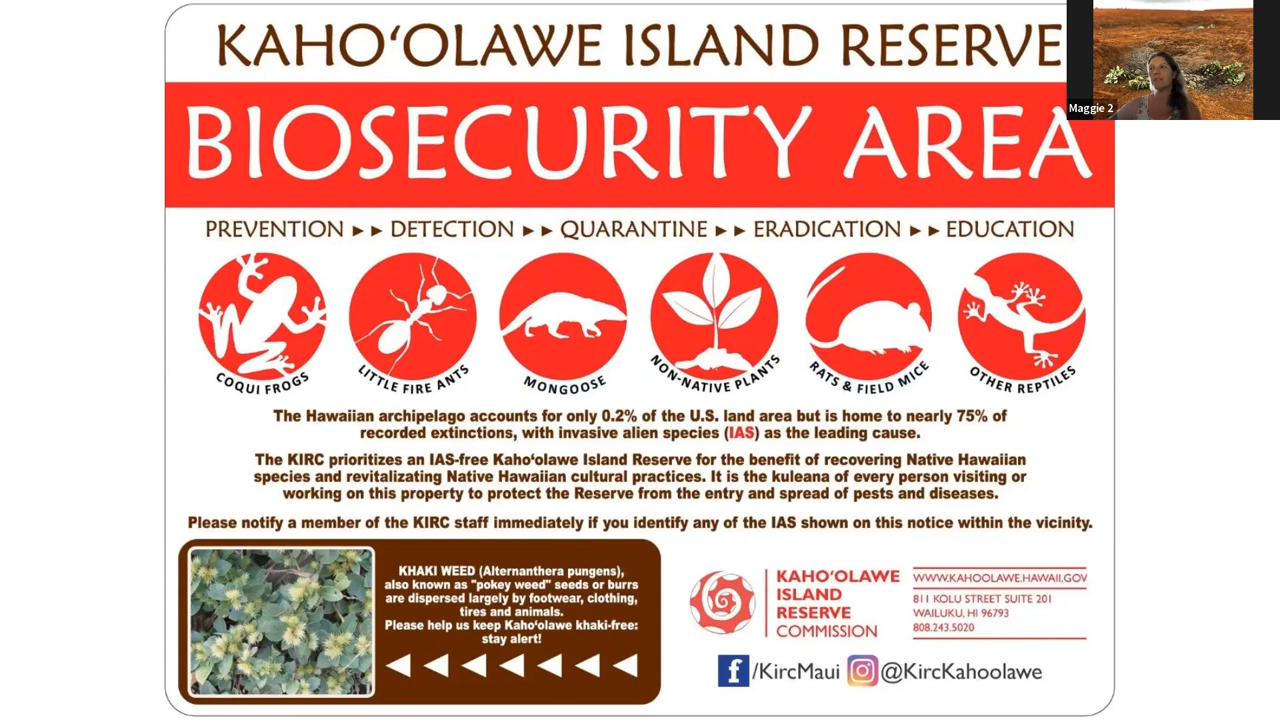 KAHOʻOLAWE ISLAND RESERVE
Maggie 2
BIOSECURITY AREA
PREVENTION ►► DETECTION ►► QUARANTINE ►► ERADICATION ►► EDUCATION
COQUI FROGS
LITTLE FIRE ANTS
MONGOOSE
NON-NATIVE PLANTS
RATS & FIELD MICE
OTHER REPTILES
The Hawaiian archipelago accounts for only 0.2% of the U.S. land area but is home to nearly 75% of
recorded extinctions, with invasive alien species (IAS) as the leading cause.
The KIRC prioritizes an IAS-free Kahoʻolawe Island Reserve for the benefit of recovering Native Hawaiian
species and revitalizating Native Hawaiian cultural practices. It is the kuleana of every person visiting or
working on this property to protect the Reserve from the entry and spread of pests and diseases.
Please notify a member of the KIRC staff immediately if you identify any of the IAS shown on this notice within the vicinity.
KHAKI WEED (Alternanthera pungens),
also known as "pokey weed" seeds or burrs
are dispersed largely by footwear, clothing,
tires and animals.
Please help us keep Kahoʻolawe khaki-free:
stay alert!
KAHOʻOLAWE
ISLAND
RESERVE
COMMISSION
WWW.KAHOOLAWE.HAWAII.GOV
811 KOLU STREET SUITE 201
WAILUKU, HI 96793
808.243.5020
f/KircMaui @KircKahoolawe